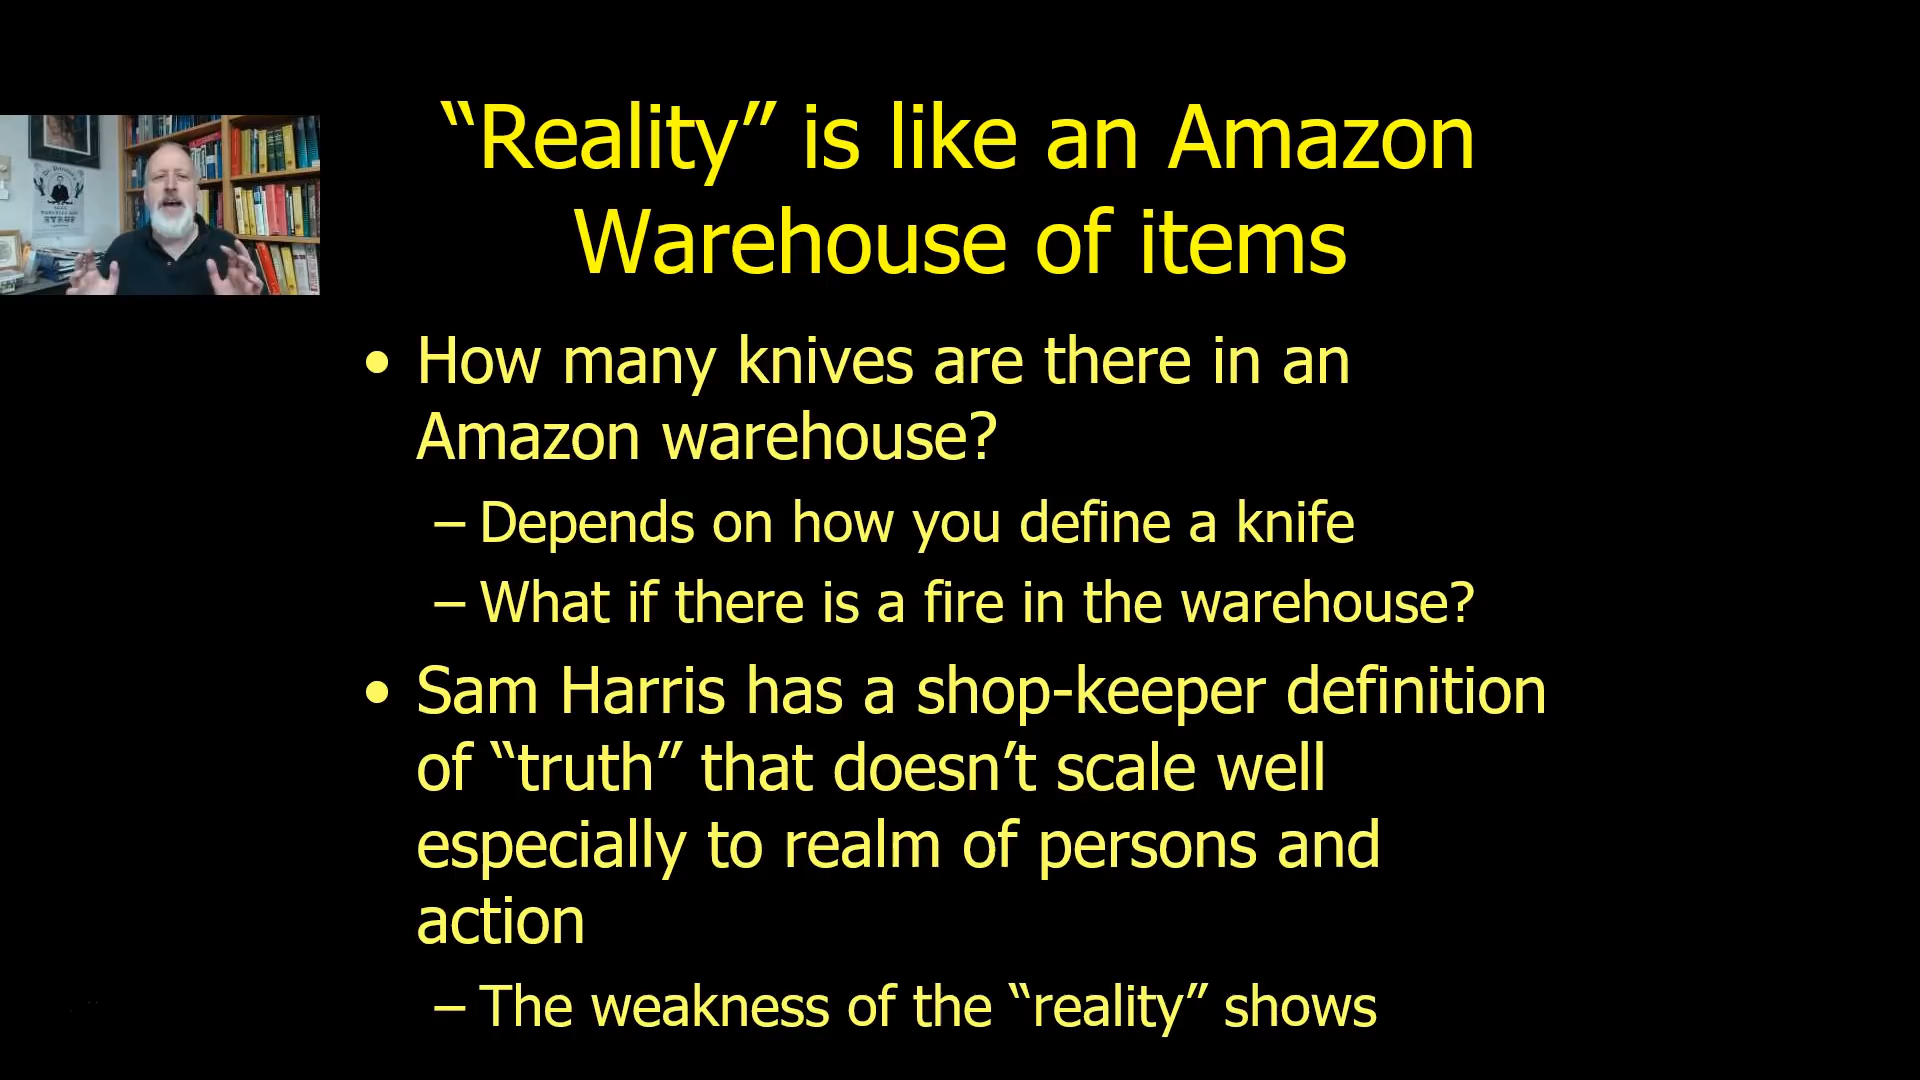 “Reality” is like an Amazon
Warehouse of items
• How many knives are there in an
Amazon warehouse?
– Depends on how you define a knife
– What if there is a fire in the warehouse?
• Sam Harris has a shop-keeper definition
of “truth” that doesn’t scale well
especially to realm of persons and
action
– The weakness of the “reality” shows
SYRUP